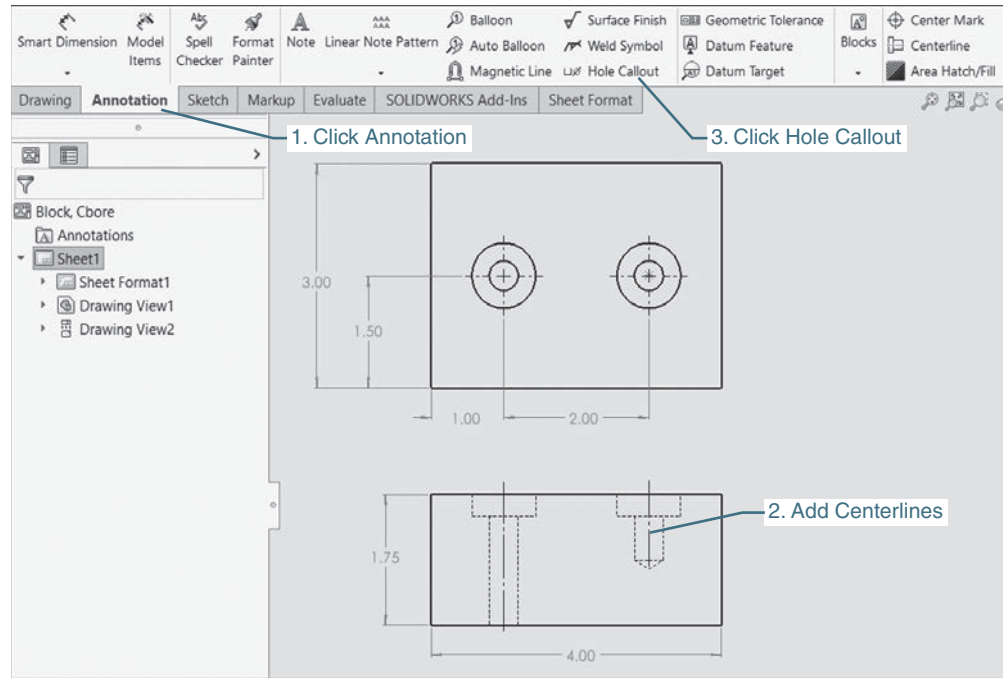 Smart Dimension
Model Items
Abc
Spell Checker
Format Painter
A
Note
Linear Note Pattern
Balloon
Auto Balloon
Magnetic Line
Surface Finish
Weld Symbol
Hole Callout
Geometric Tolerance
Datum Feature
Datum Target
Blocks
Center Mark
Centerline
Area Hatch/Fill
Drawing
Annotation
Sketch
Markup
Evaluate
SOLIDWORKS Add-Ins
Sheet Format
1. Click Annotation
3. Click Hole Callout
Block, Cbore
Annotations
Sheet1
Sheet Format1
Drawing View1
Drawing View2
3.00
1.50
1.00
2.00
2. Add Centerlines
1.75
4.00